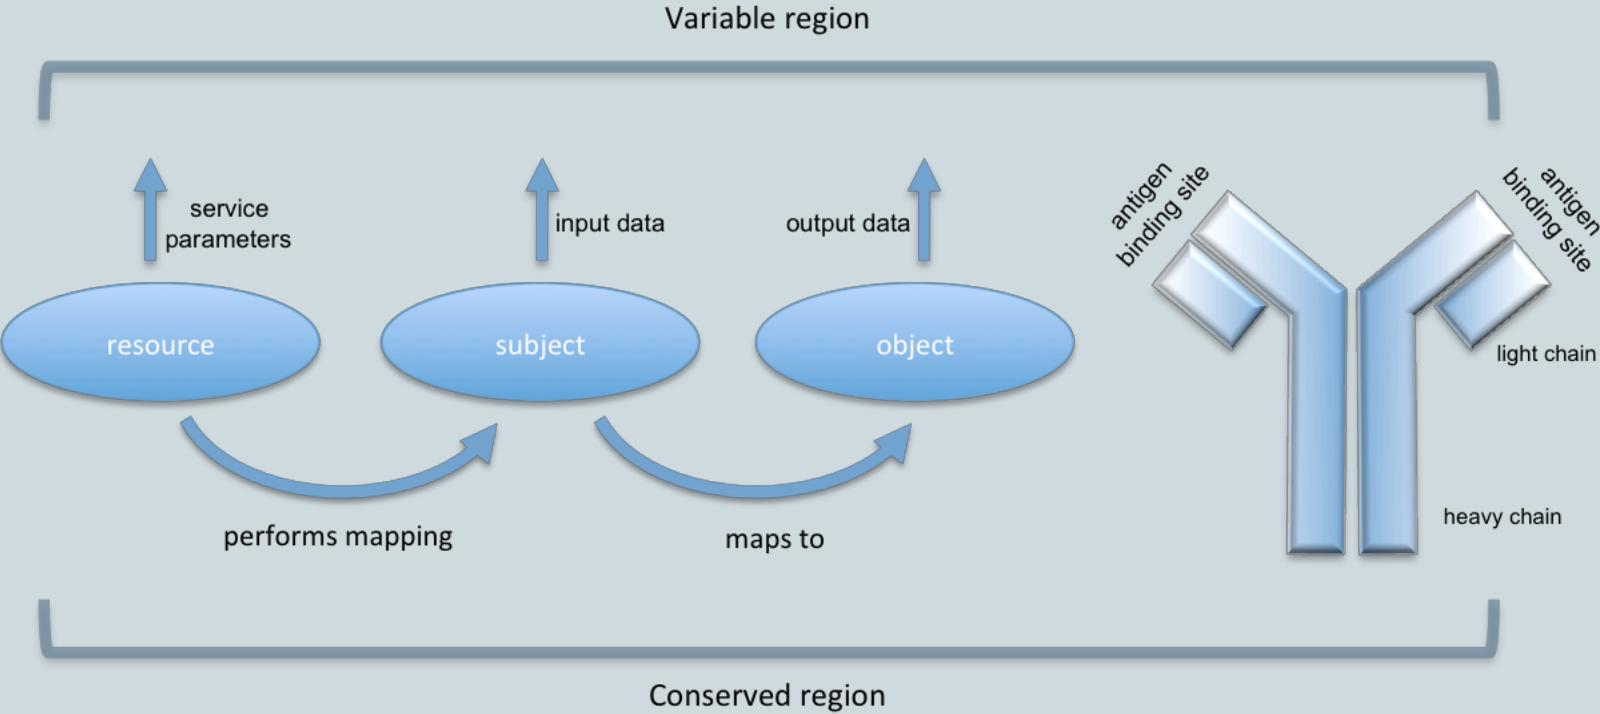 Variable region
service
parameters
input data
output data
antigen
binding site
antigen
binding site
resource
subject
object
light chain
heavy chain
performs mapping
maps to
Conserved region